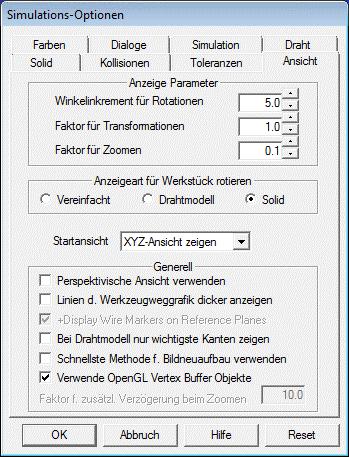 Simulations-Optionen
Farben Dialoge Simulation Draht
Solid Kollisionen Toleranzen Ansicht
Anzeige Parameter
Winkelinkrement für Rotationen 5.0
Faktor für Transformationen 1.0
Faktor für Zoomen 0.1
Anzeigeart für Werkstück rotieren
Vereinfacht Drahtmodell Solid
Startansicht XYZ-Ansicht zeigen
Generell
Perspektivische Ansicht verwenden
Linien d. Werkzeugweggrafik dicker anzeigen
+Display Wire Markers on Reference Planes
Bei Drahtmodell nur wichtigste Kanten zeigen
Schnellste Methode f. Bildneuaufbau verwenden
Verwende OpenGL Vertex Buffer Objekte
Faktor f. zusätzl. Verzögerung beim Zoomen 10.0
OK Abbruch Hilfe Reset